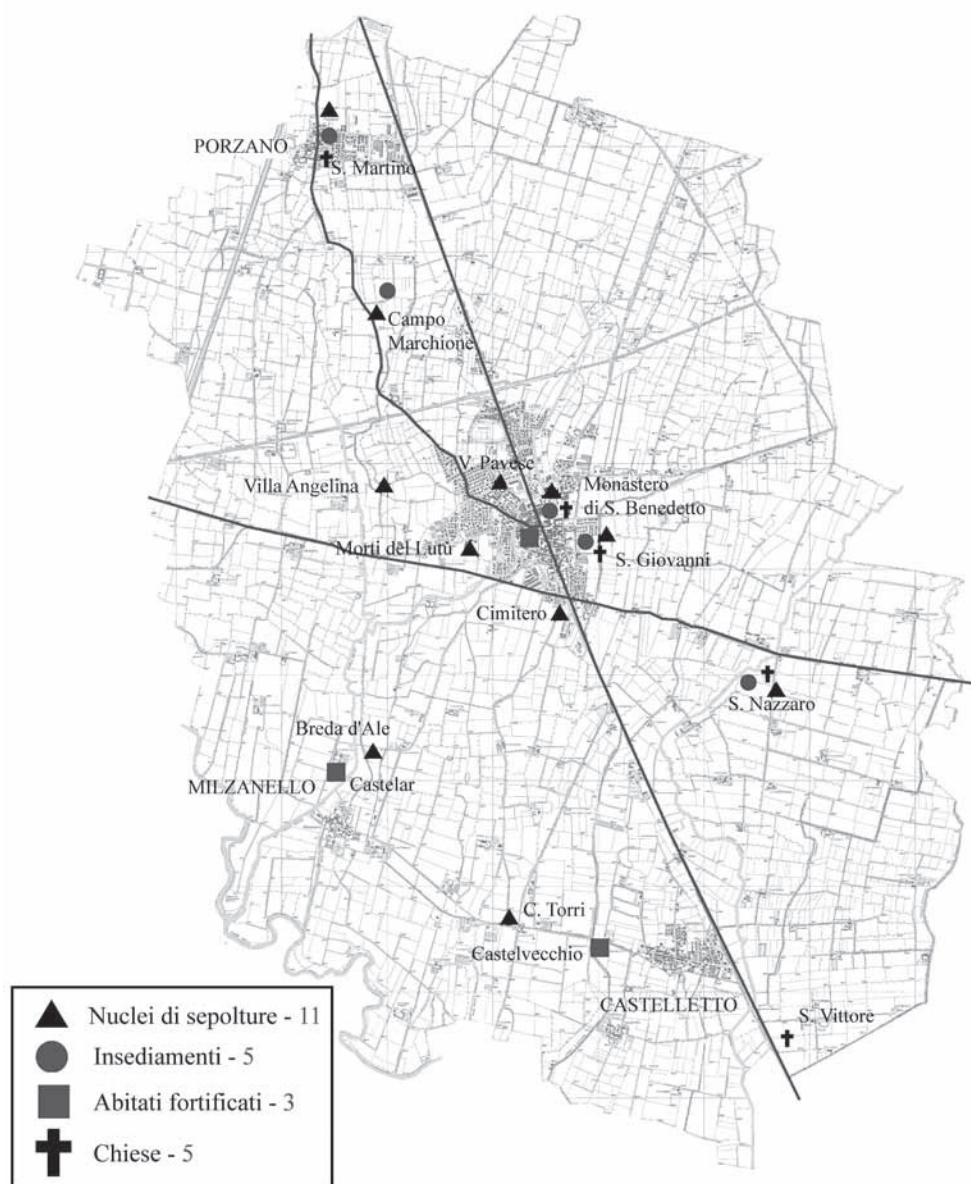 PORZANO
S. Martino
Campo
Marchione
V. Pavese
Villa Angelina
Monastero
di S. Benedetto
Morti del Lutù
S. Giovanni
Cimitero
S. Nazzaro
Breda d'Ale
MILZANELLO
Castelar
C. Torri
Castelvecchio
CASTELLETTO
S. Vittore
Nuclei di sepolture - 11
Insediamenti - 5
Abitati fortificati - 3
Chiese - 5